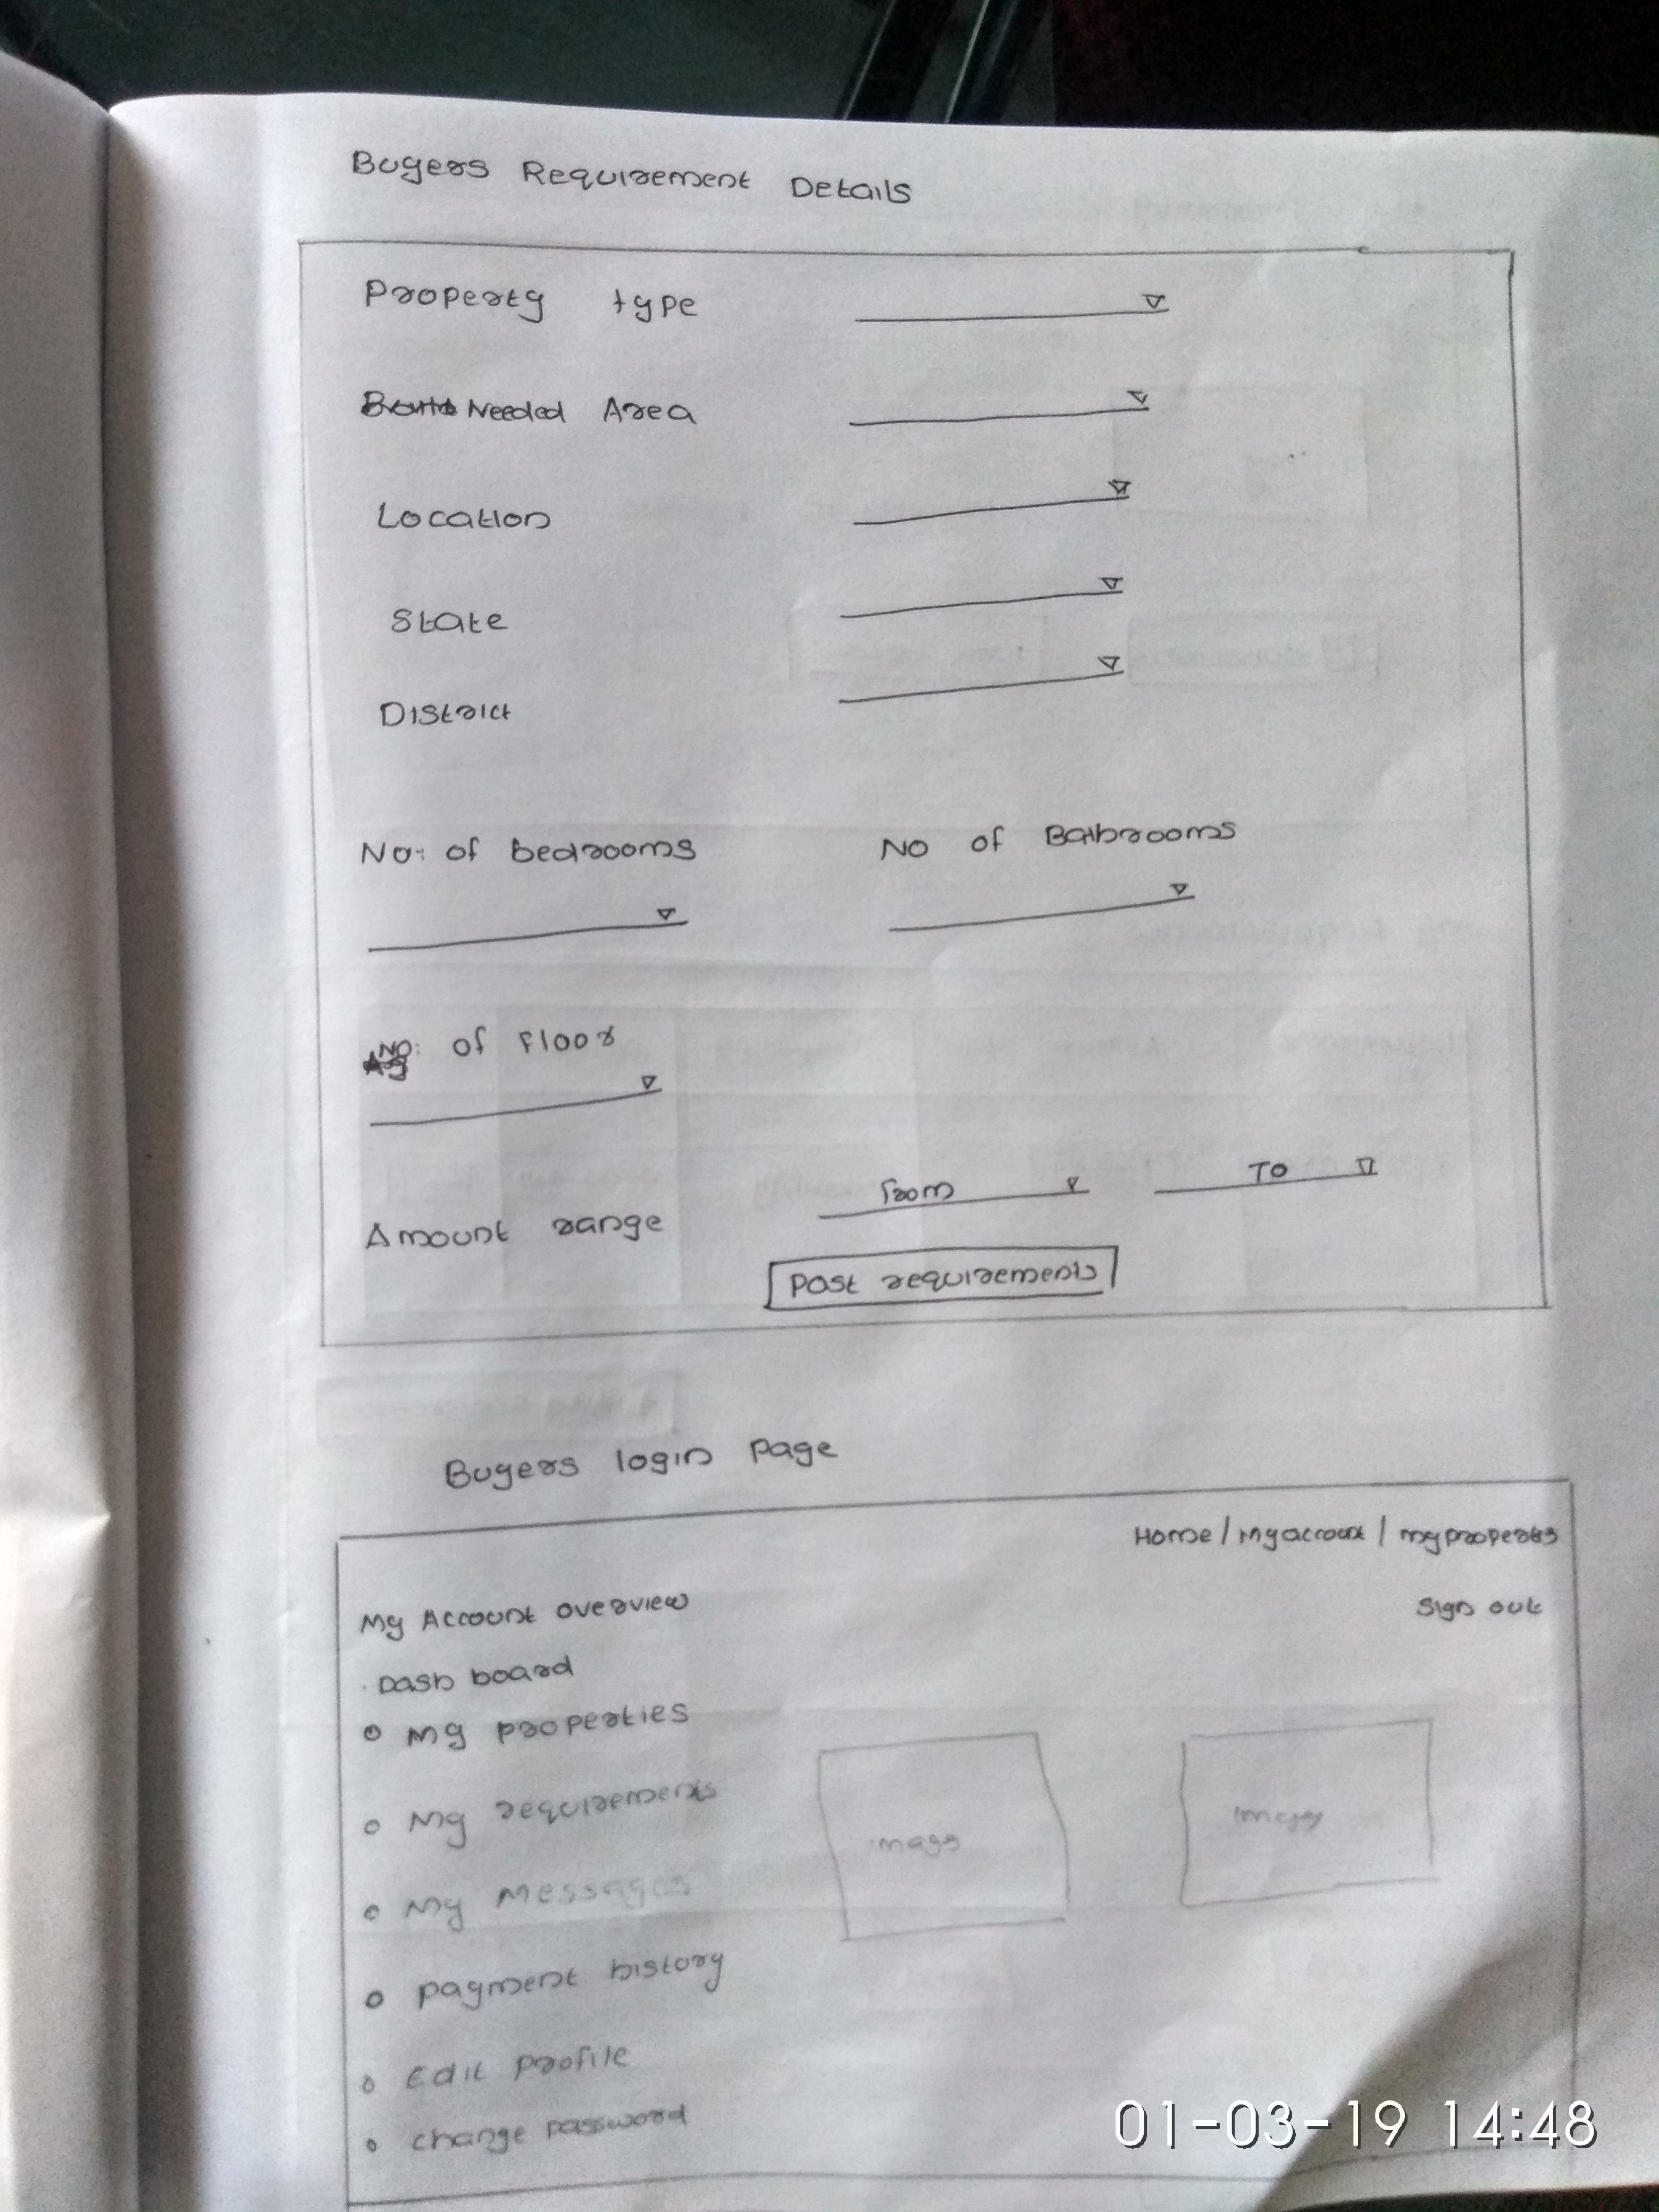 Buyers Requirement Details
Property type
Needed Area
Location
State
District
No: of bedrooms No of Bathrooms
No: of Floor
from To
Amount range
Post requirements
Buyers login page
Home / Myaccount / my propertys
My Account overview Sign out
Dash board
My properties
My requirements
image image
My Messages
payment history
Edit profile
change password
01-03-19 14:48